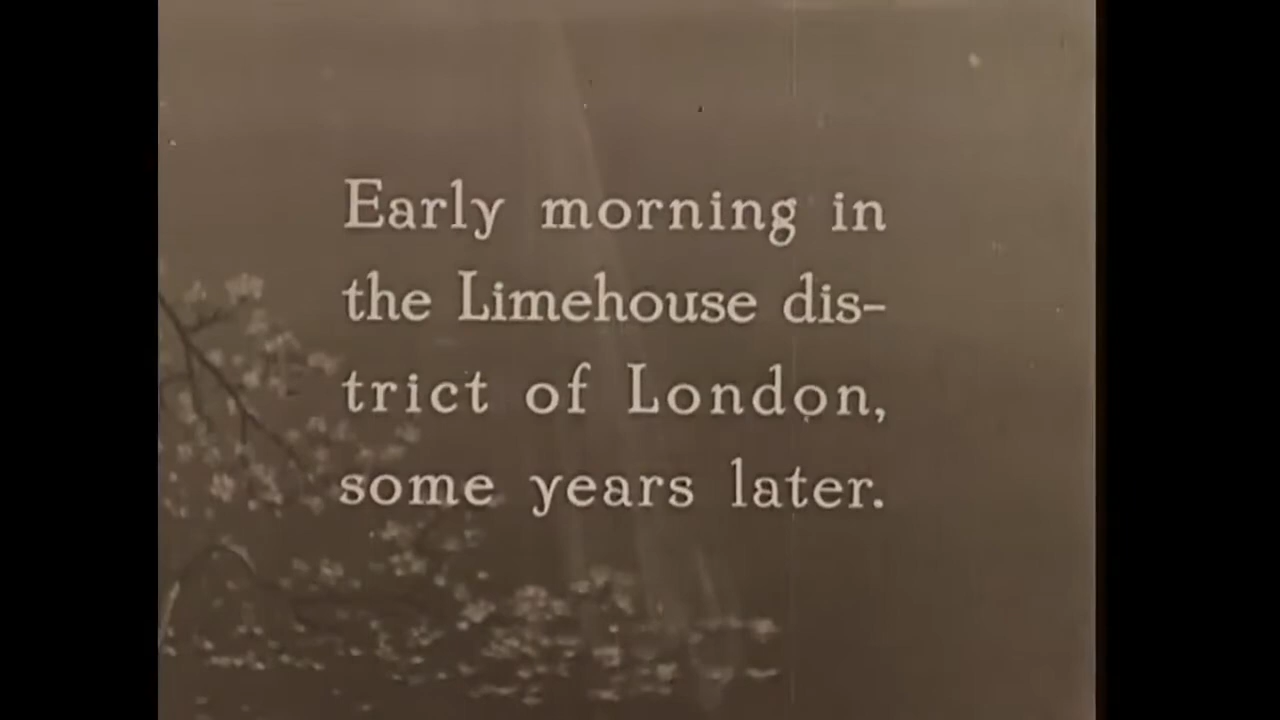 Early morning in
the Limehouse dis-
trict of London,
some years later.